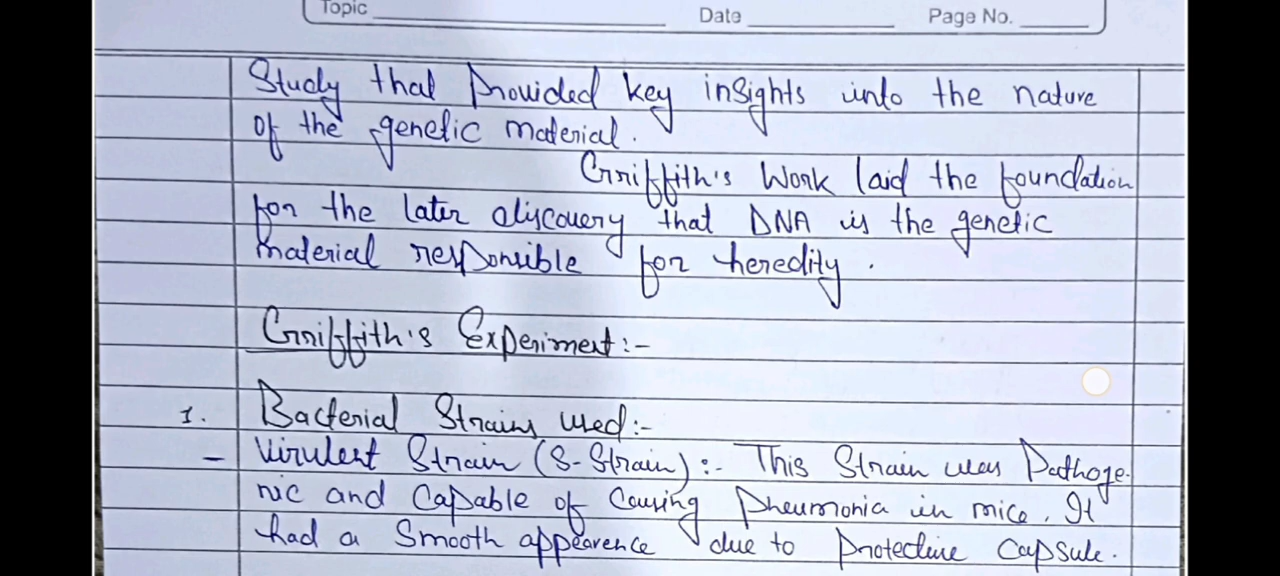 Topic Date Page No.
Study that Provided key insights into the nature
of the genetic material.
Griffith's Work laid the foundation
for the later discovery that DNA is the genetic
material responsible for heredity.
Griffith's Experiment:-
1. Bacterial Strains used:-
- Virulent Strain (S-Strain):- This Strain was Pathoge-
nic and Capable of Causing Pneumonia in mice. It
had a Smooth appearence due to Protective Capsule.